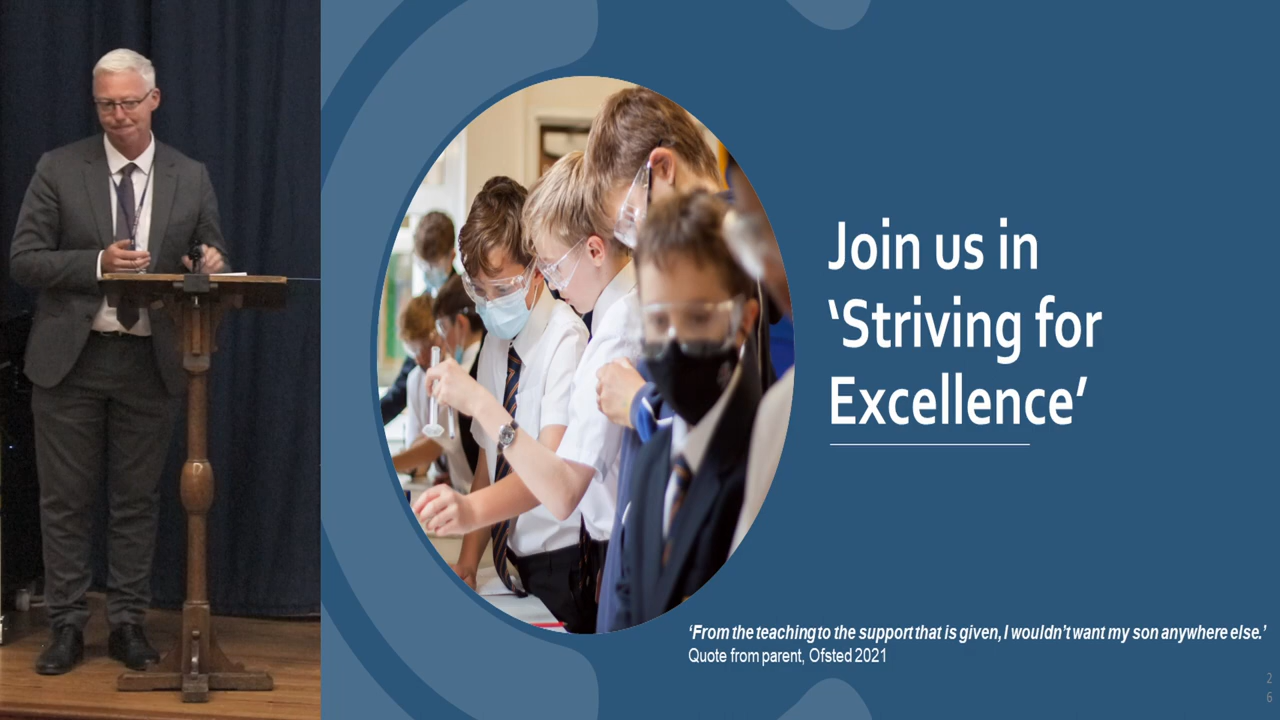 Join us in
‘Striving for
Excellence’
‘From the teaching to the support that is given, I wouldn’t want my son anywhere else.’
Quote from parent, Ofsted 2021
2
6